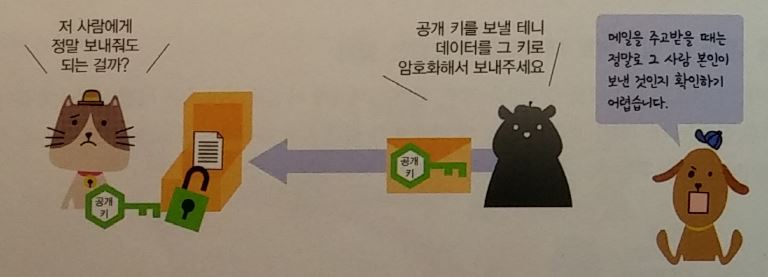 저 사람에게
정말 보내줘도
되는 걸까?
공개 키를 보낼 테니
데이터를 그 키로
암호화해서 보내주세요
메일을 주고받을 때는
정말로 그 사람 본인이
보낸 것인지 확인하기
어렵습니다.
공개
키
공개
키